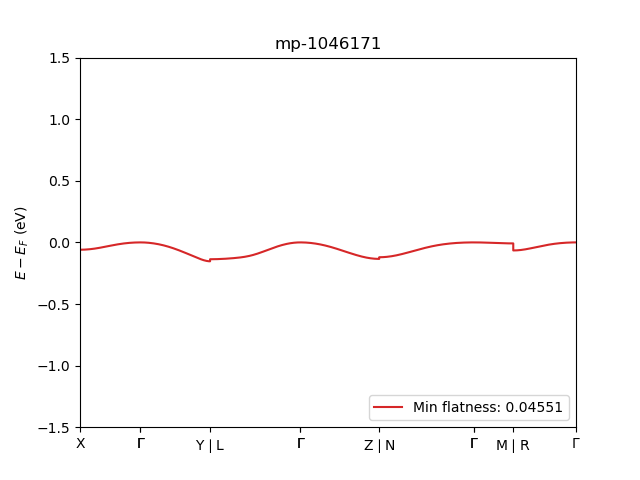 mp-1046171
1.5
1.0
0.5
0.0
−0.5
−1.0
−1.5
E − E_F (eV)
Min flatness: 0.04551
X Γ Y | L Γ Z | N Γ M | R Γ